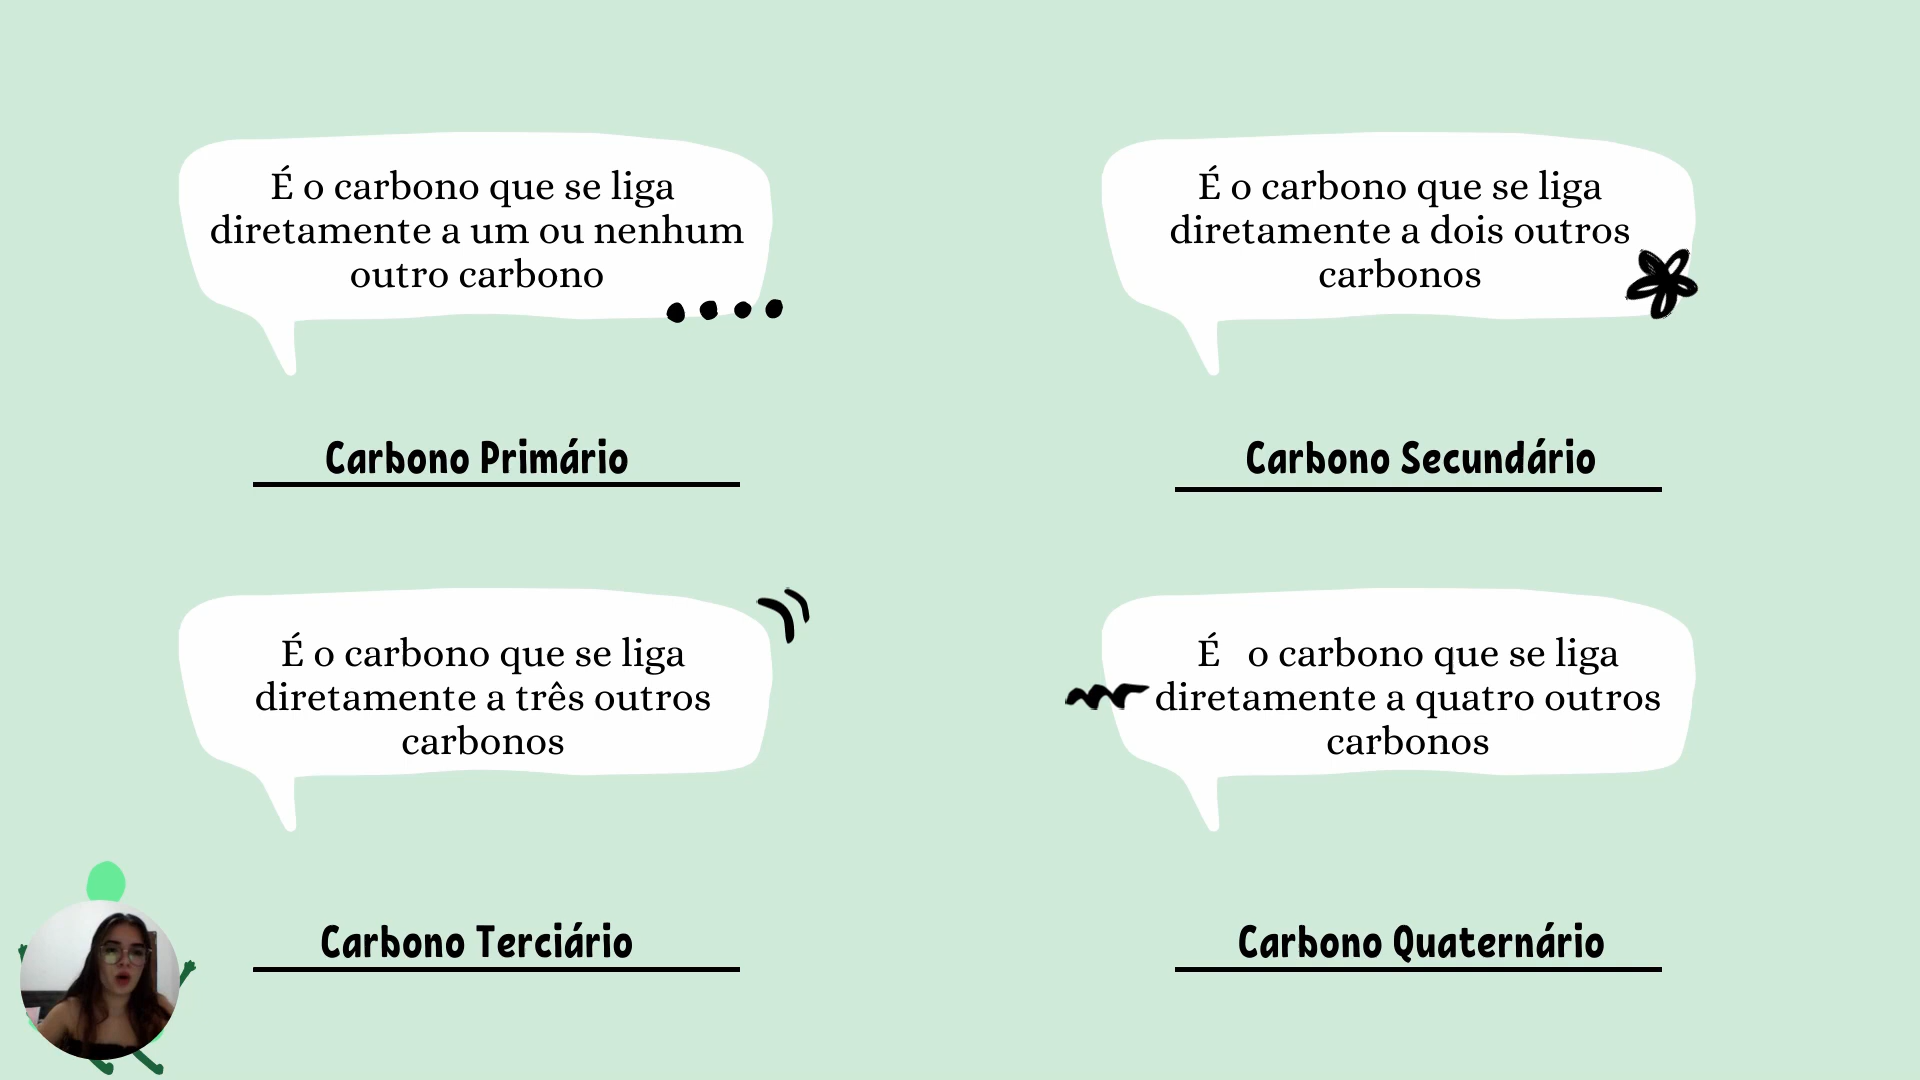 É o carbono que se liga
diretamente a um ou nenhum
outro carbono
Carbono Primário
É o carbono que se liga
diretamente a dois outros
carbonos
Carbono Secundário
É o carbono que se liga
diretamente a três outros
carbonos
Carbono Terciário
É o carbono que se liga
diretamente a quatro outros
carbonos
Carbono Quaternário